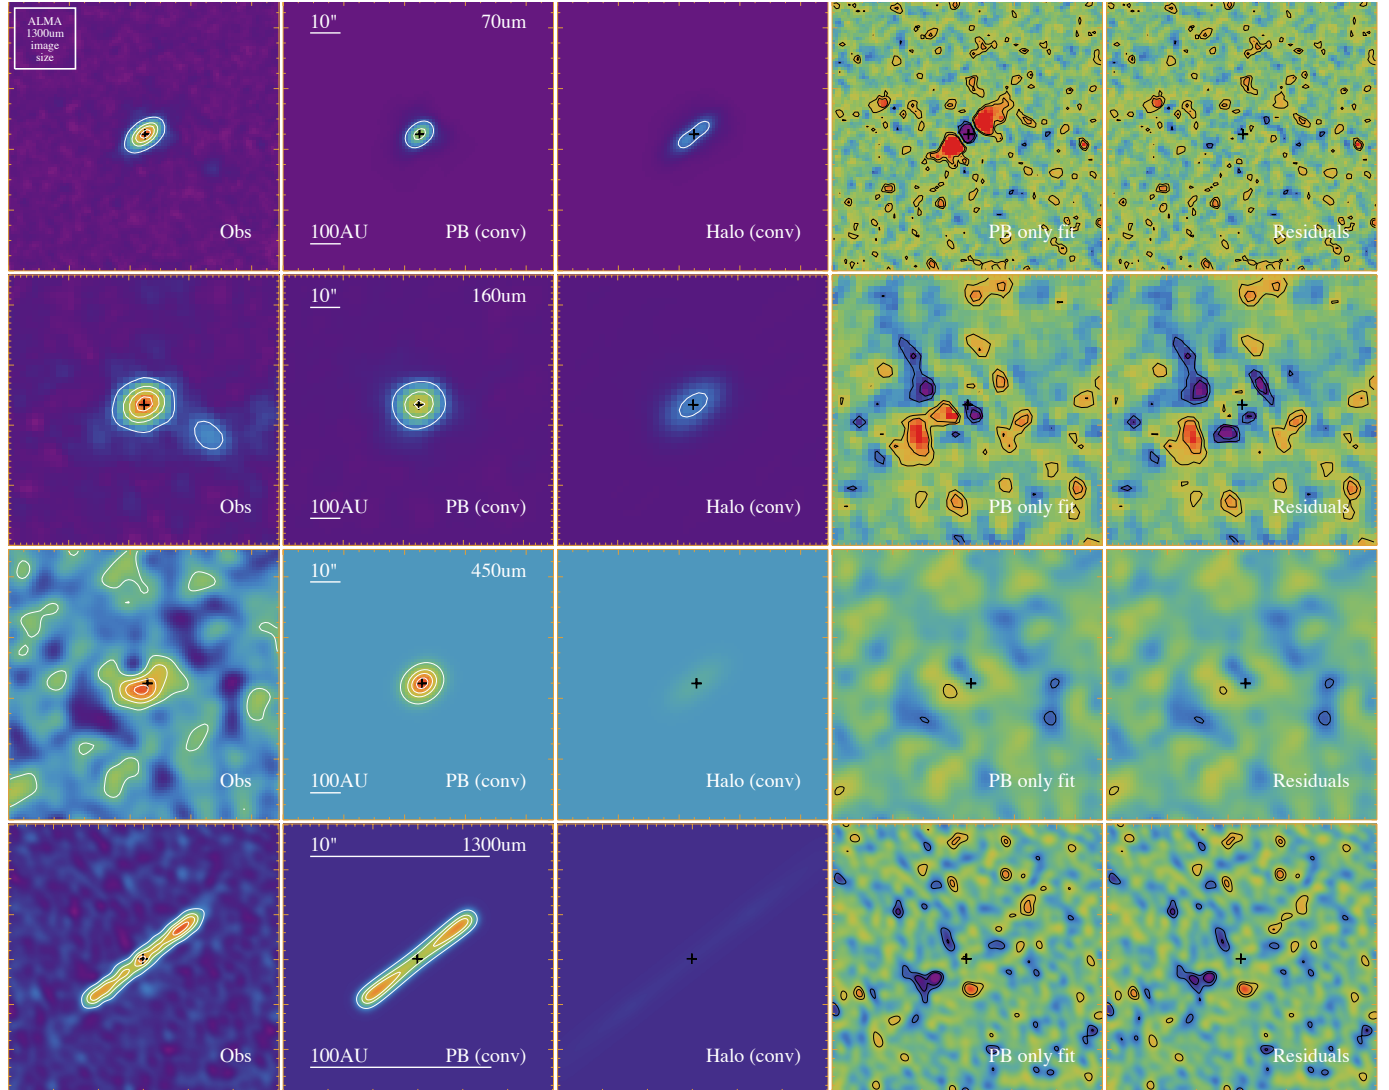 ALMA
1300um
image
size
Obs
10" 70um
100AU PB (conv)
Halo (conv)
PB only fit
Residuals
Obs
10" 160um
100AU PB (conv)
Halo (conv)
PB only fit
Residuals
Obs
10" 450um
100AU PB (conv)
Halo (conv)
PB only fit
Residuals
Obs
10" 1300um
100AU PB (conv)
Halo (conv)
PB only fit
Residuals